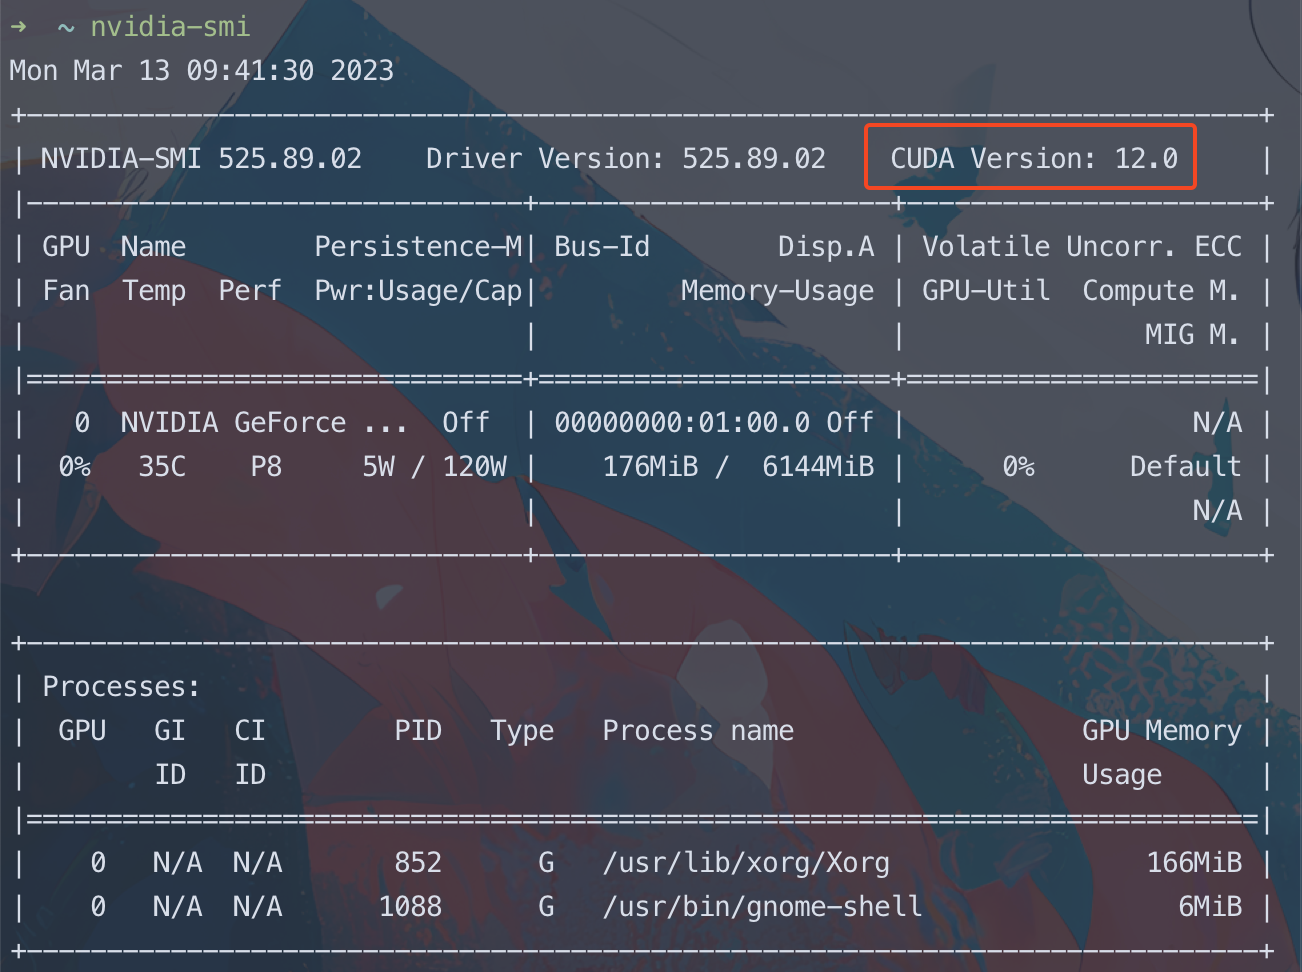 → ~ nvidia-smi
Mon Mar 13 09:41:30 2023
+-----------------------------------------------------------------------------+
| NVIDIA-SMI 525.89.02    Driver Version: 525.89.02    CUDA Version: 12.0     |
|-------------------------------+----------------------+----------------------+
| GPU  Name        Persistence-M| Bus-Id        Disp.A | Volatile Uncorr. ECC |
| Fan  Temp  Perf  Pwr:Usage/Cap|         Memory-Usage | GPU-Util  Compute M. |
|                               |                      |               MIG M. |
|===============================+======================+======================|
|   0  NVIDIA GeForce ...  Off  | 00000000:01:00.0 Off |                  N/A |
|  0%   35C    P8     5W / 120W |    176MiB /  6144MiB |      0%      Default |
|                               |                      |                  N/A |
+-------------------------------+----------------------+----------------------+
+-----------------------------------------------------------------------------+
| Processes:                                                                  |
|  GPU   GI   CI        PID   Type   Process name                  GPU Memory |
|        ID   ID                                                   Usage      |
|=============================================================================|
|    0   N/A  N/A       852      G   /usr/lib/xorg/Xorg                166MiB |
|    0   N/A  N/A      1088      G   /usr/bin/gnome-shell                6MiB |
+-----------------------------------------------------------------------------+